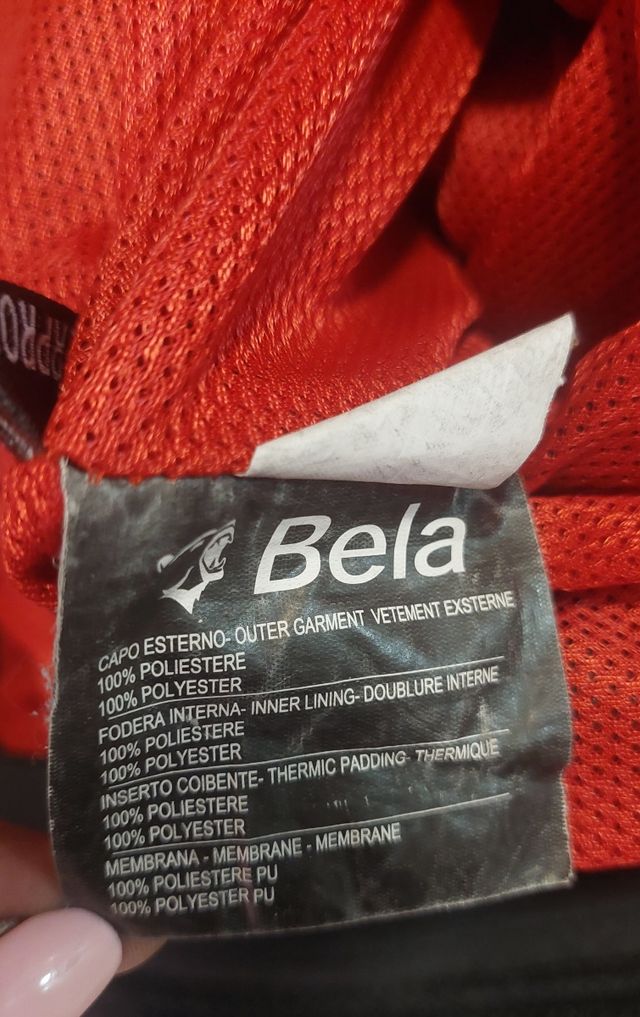 Bela
CAPO ESTERNO- OUTER GARMENT VETEMENT EXSTERNE
100% POLIESTERE
100% POLYESTER
FODERA INTERNA- INNER LINING- DOUBLURE INTERNE
100% POLIESTERE
100% POLYESTER
INSERTO COIBENTE- THERMIC PADDING- THERMIQUE
100% POLIESTERE
100% POLYESTER
MEMBRANA - MEMBRANE - MEMBRANE
100% POLIESTERE PU
100% POLYESTER PU